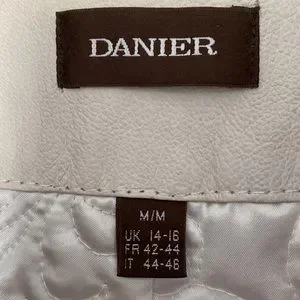 DANIER
M/M
UK 14-16
FR 42-44
IT 44-46